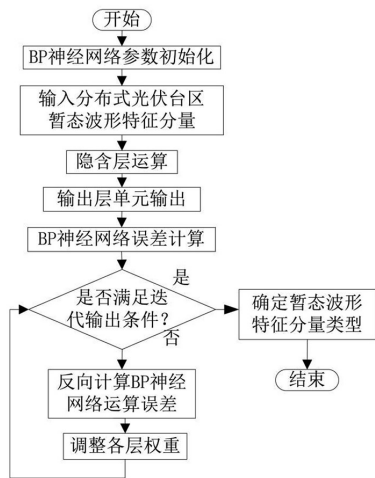 开始
BP神经网络参数初始化
输入分布式光伏台区
暂态波形特征分量
隐含层运算
输出层单元输出
BP神经网络误差计算
是
是否满足迭
代输出条件?
否
确定暂态波形
特征分量类型
结束
反向计算BP神经
网络运算误差
调整各层权重